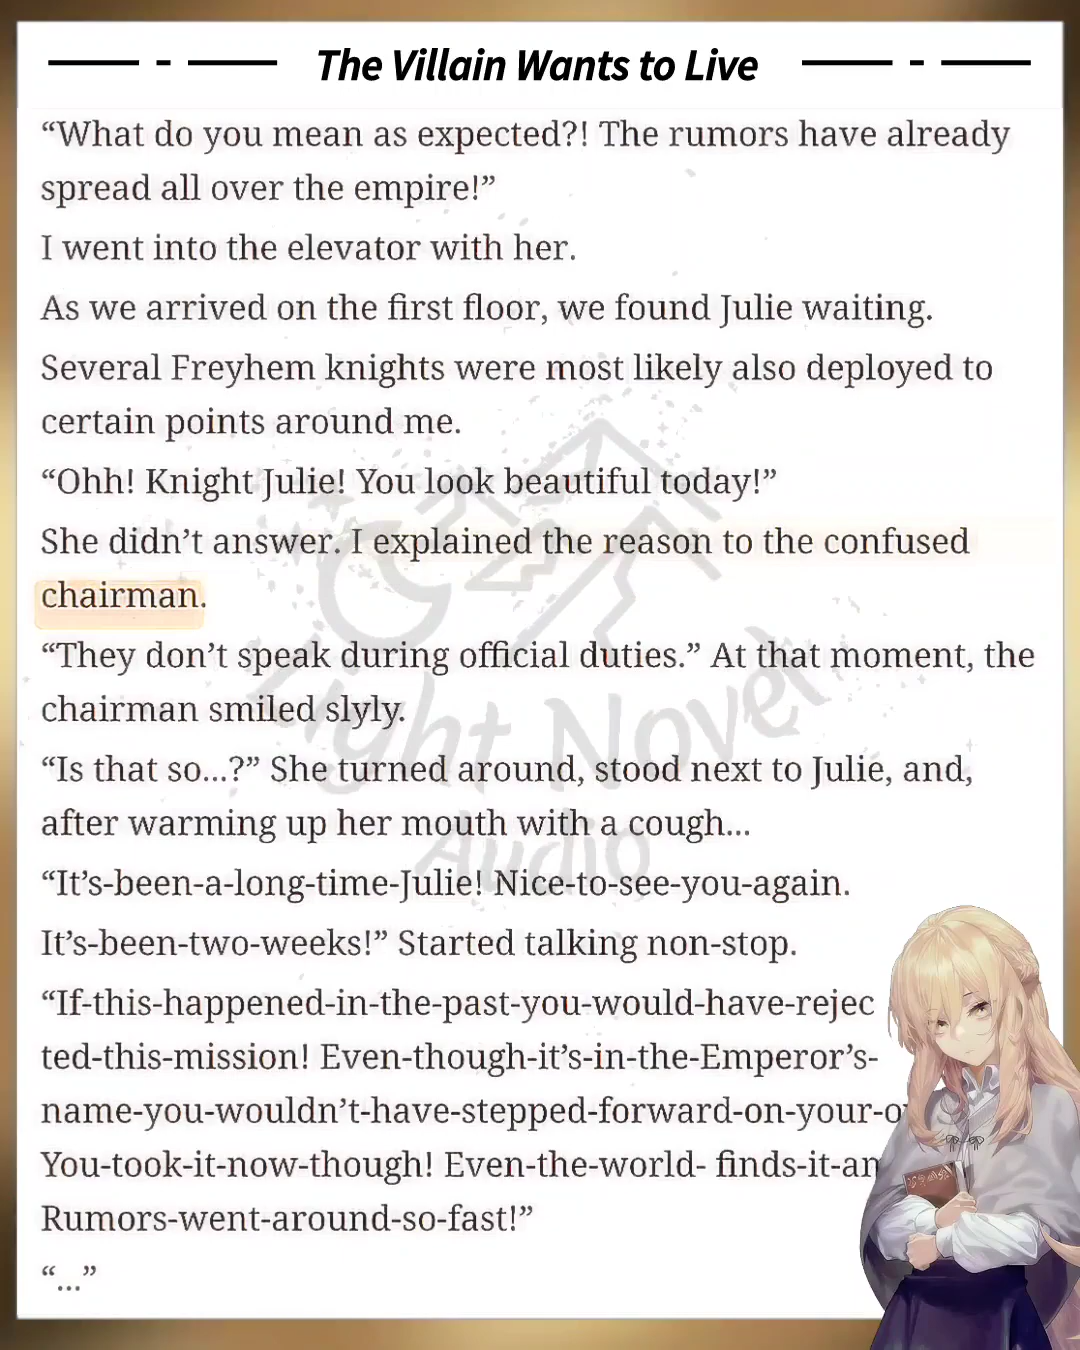 The Villain Wants to Live
“What do you mean as expected?! The rumors have already
spread all over the empire!”
I went into the elevator with her.
As we arrived on the first floor, we found Julie waiting.
Several Freyhem knights were most likely also deployed to
certain points around me.
“Ohh! Knight Julie! You look beautiful today!”
She didn’t answer. I explained the reason to the confused
chairman.
“They don’t speak during official duties.” At that moment, the
chairman smiled slyly.
“Is that so...?” She turned around, stood next to Julie, and,
after warming up her mouth with a cough...
“It’s-been-a-long-time-Julie! Nice-to-see-you-again.
It’s-been-two-weeks!” Started talking non-stop.
“If-this-happened-in-the-past-you-would-have-rejec
ted-this-mission! Even-though-it’s-in-the-Emperor’s-
name-you-wouldn’t-have-stepped-forward-on-your-
You-took-it-now-though! Even-the-world- finds-it-
Rumors-went-around-so-fast!”
“...”
Light Novel
Audio